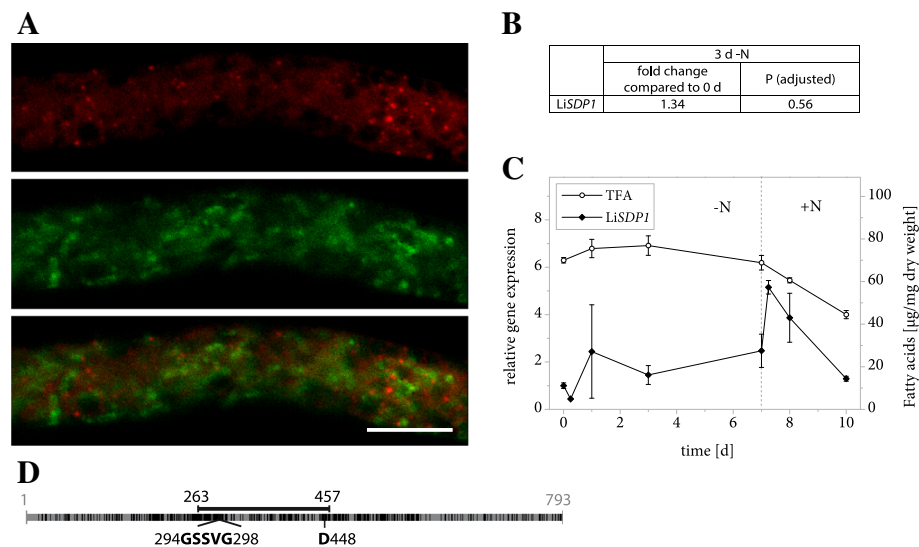 A
B
3 d -N
fold change
compared to 0 d
P (adjusted)
LiSDP1
1.34
0.56
C
TFA
LiSDP1
-N
+N
relative gene expression
8
6
4
2
0
100
80
60
40
20
0
Fatty acids [µg/mg dry weight]
0
2
4
6
8
10
time [d]
D
1
263
457
793
294GSSVG298
D448